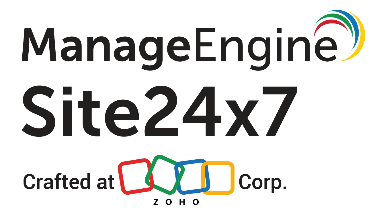 ManageEngine
Site24x7
Crafted at ZOHO Corp.